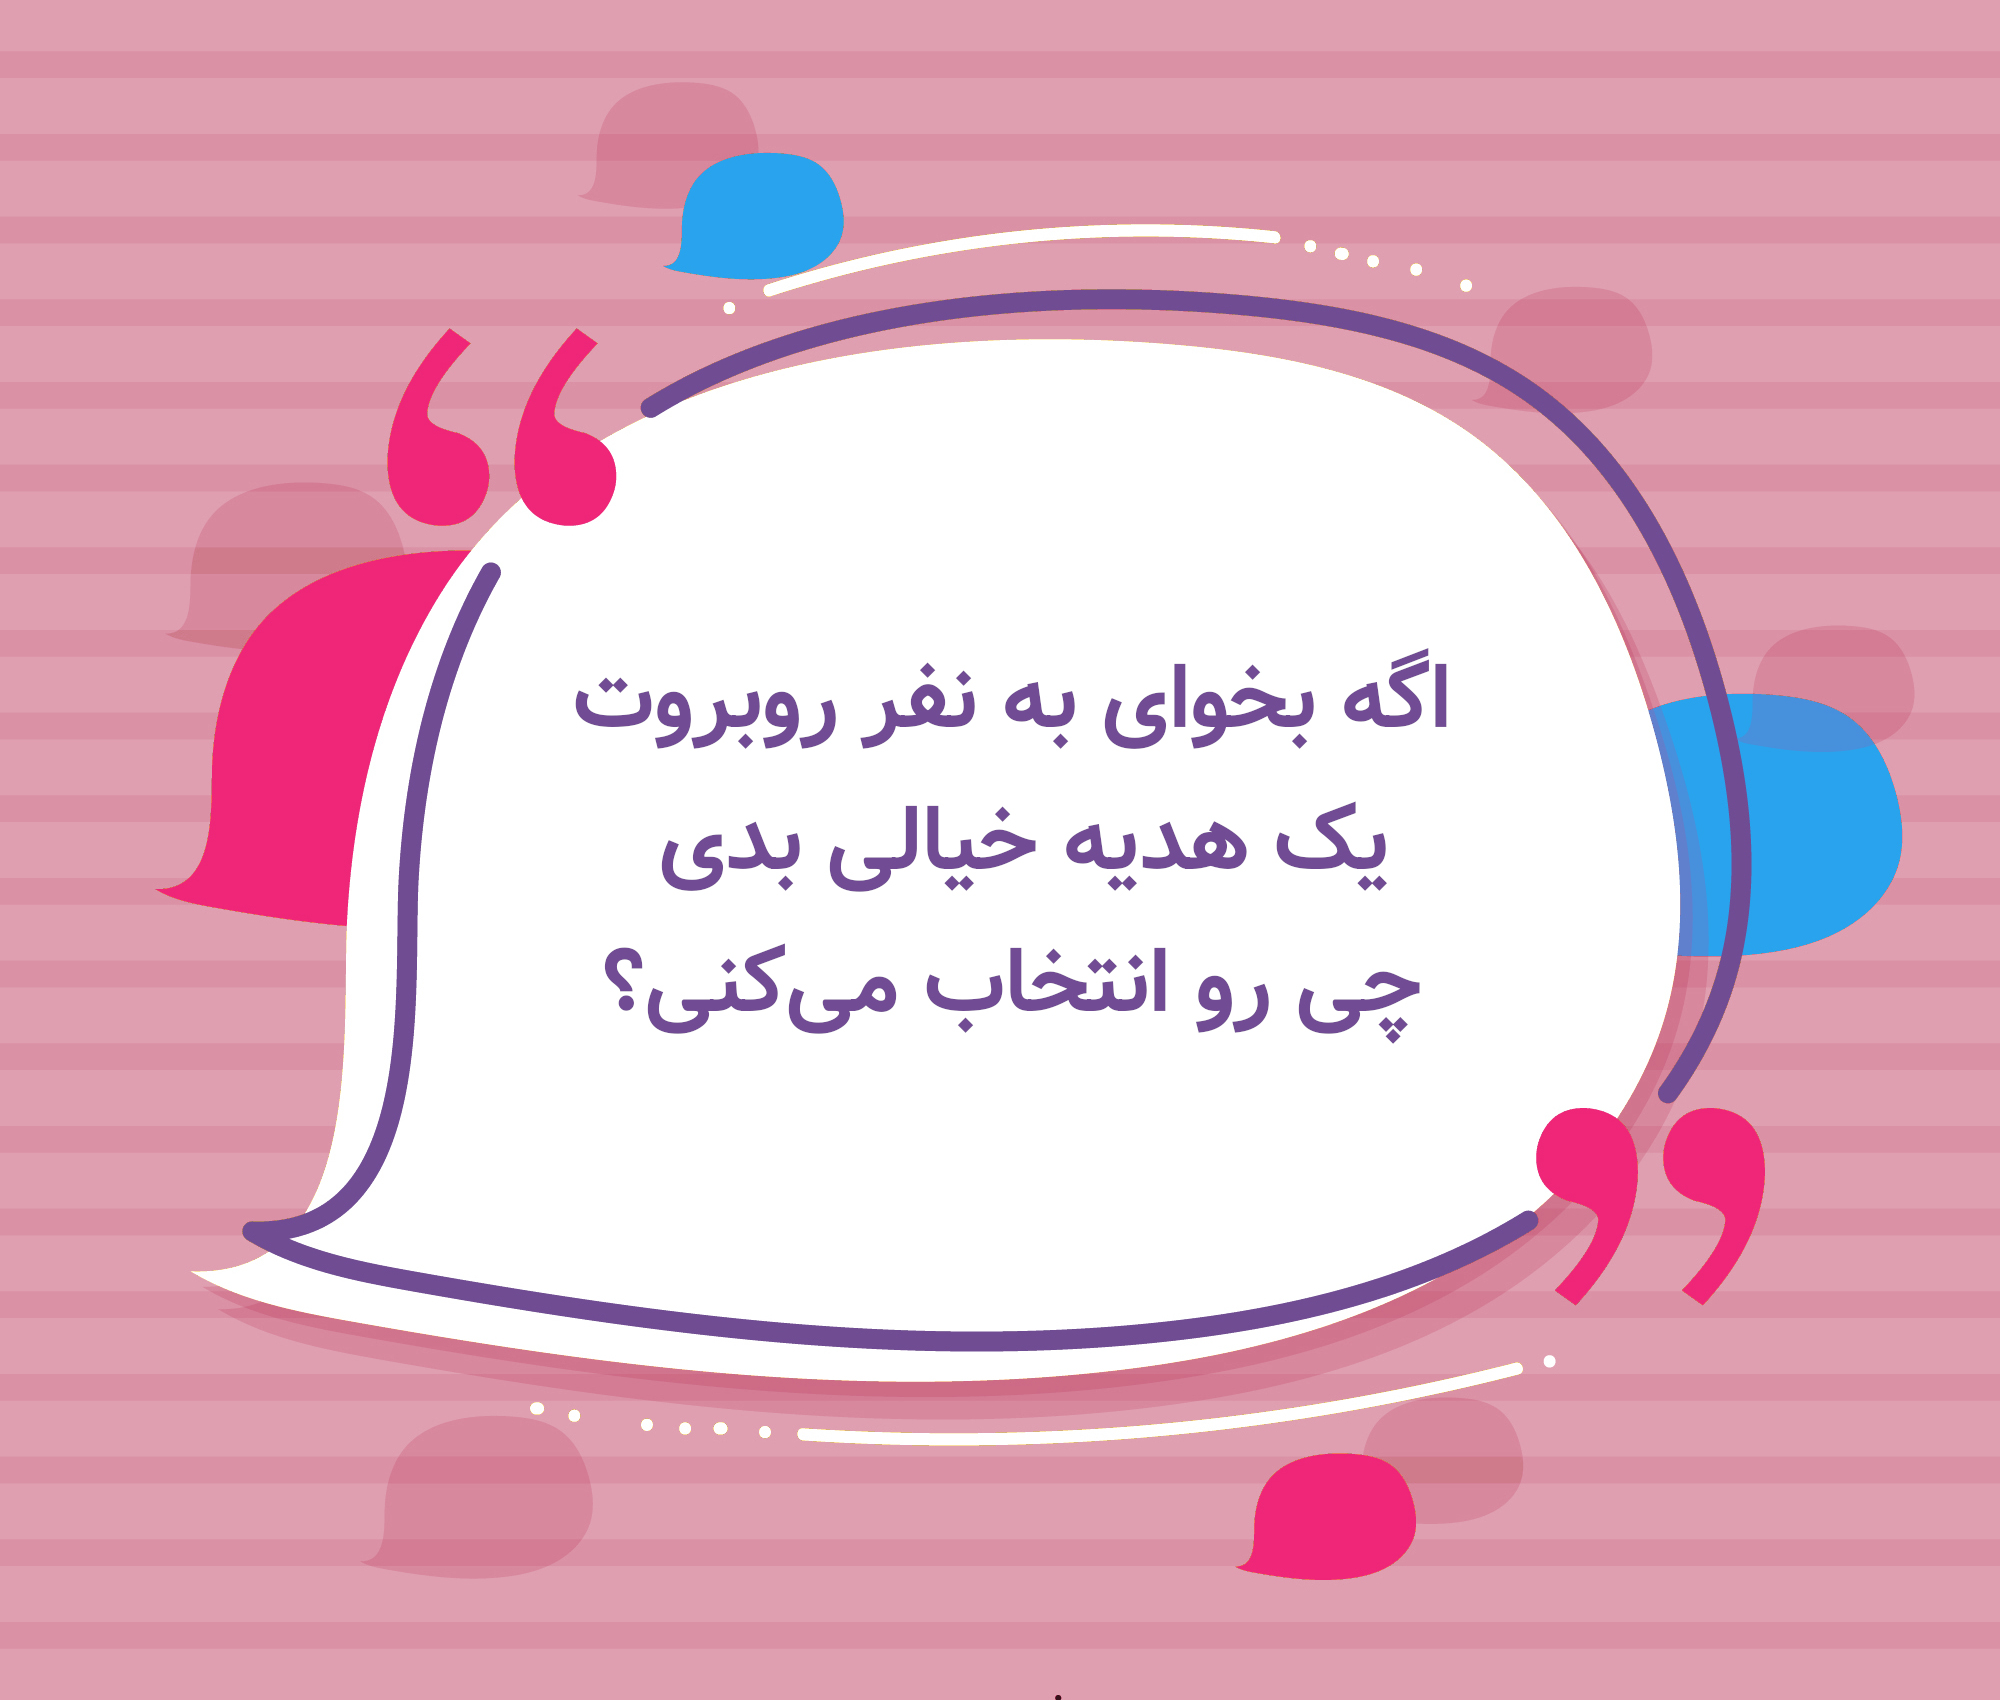 اگه بخوای به نفر روبروت
یک هدیه خیالی بدی
چی رو انتخاب می‌کنی؟